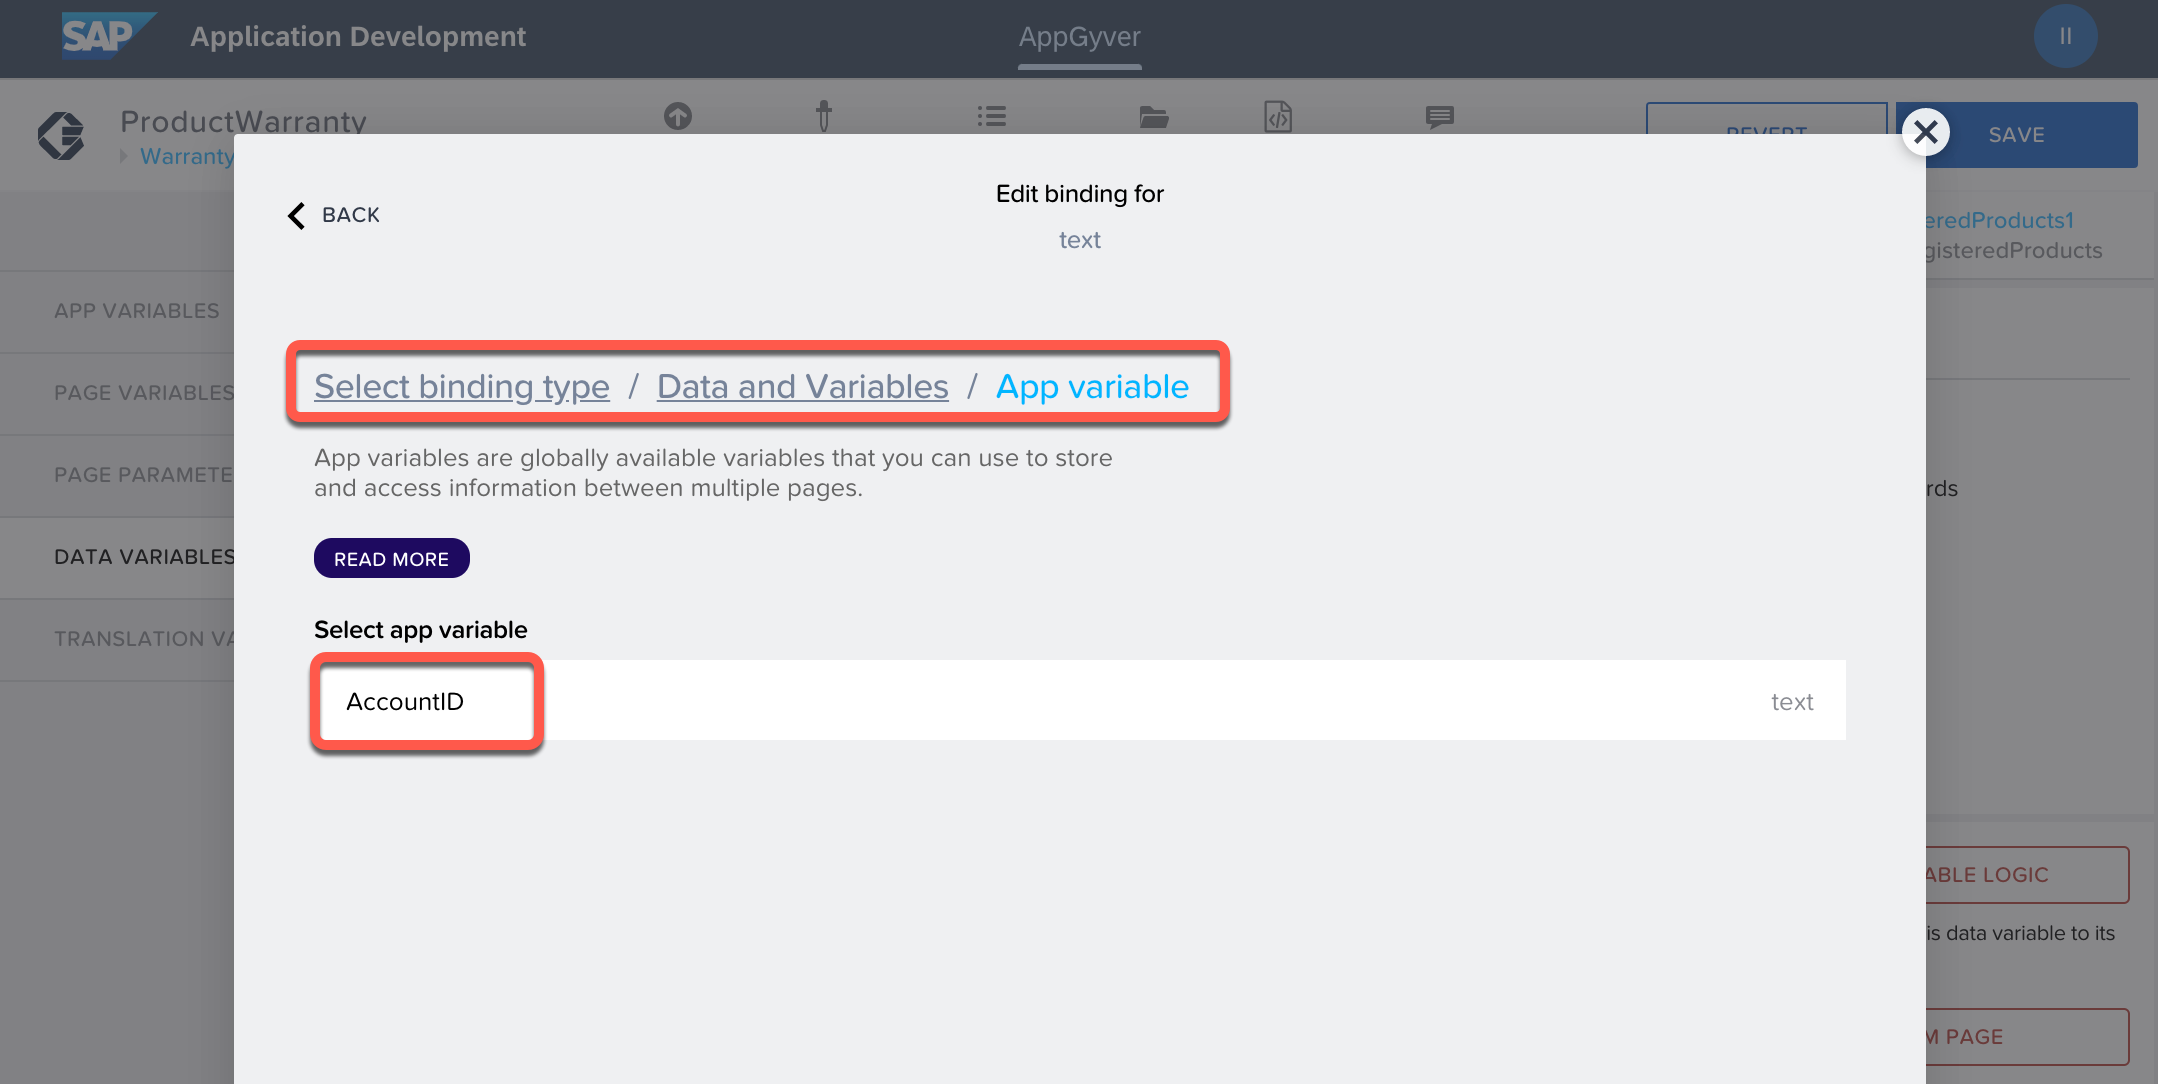 SAP Application Development AppGyver II
ProductWarranty
Warranty
REVERT SAVE
BACK
Edit binding for
text
eredProducts1
gisteredProducts
APP VARIABLES
PAGE VARIABLES
PAGE PARAMETE
DATA VARIABLES
TRANSLATION VA
Select binding type / Data and Variables / App variable
App variables are globally available variables that you can use to store
and access information between multiple pages.
READ MORE
Select app variable
AccountID text
rds
ABLE LOGIC
is data variable to its
M PAGE